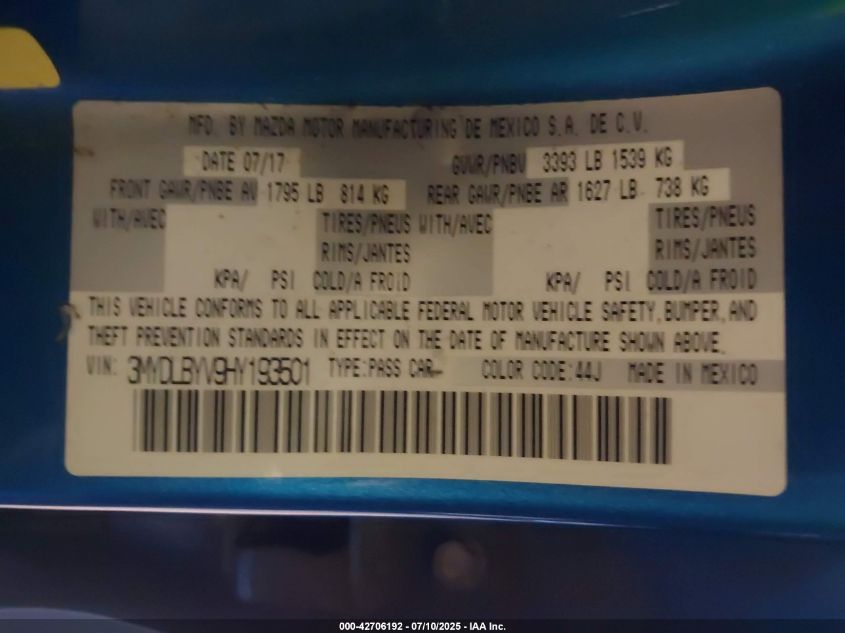 MFD. BY MAZDA MOTOR MANUFACTURING DE MEXICO S.A. DE C.V.
DATE 07/17 GVWR/PNBV 3393 LB 1539 KG
FRONT GAWR/PNBE AV 1795 LB 814 KG REAR GAWR/PNBE AR 1627 LB 738 KG
WITH/AVEC TIRES/PNEUS WITH/AVEC TIRES/PNEUS
RIMS/JANTES RIMS/JANTES
KPA/ PSI COLD/A FROID KPA/ PSI COLD/A FROID
THIS VEHICLE CONFORMS TO ALL APPLICABLE FEDERAL MOTOR VEHICLE SAFETY, BUMPER, AND
THEFT PREVENTION STANDARDS IN EFFECT ON THE DATE OF MANUFACTURE SHOWN ABOVE.
VIN: 3MYDLBYV9HY193501 TYPE:PASS CAR COLOR CODE:44J MADE IN MEXICO
000-42706192 - 07/10/2025 - IAA Inc.